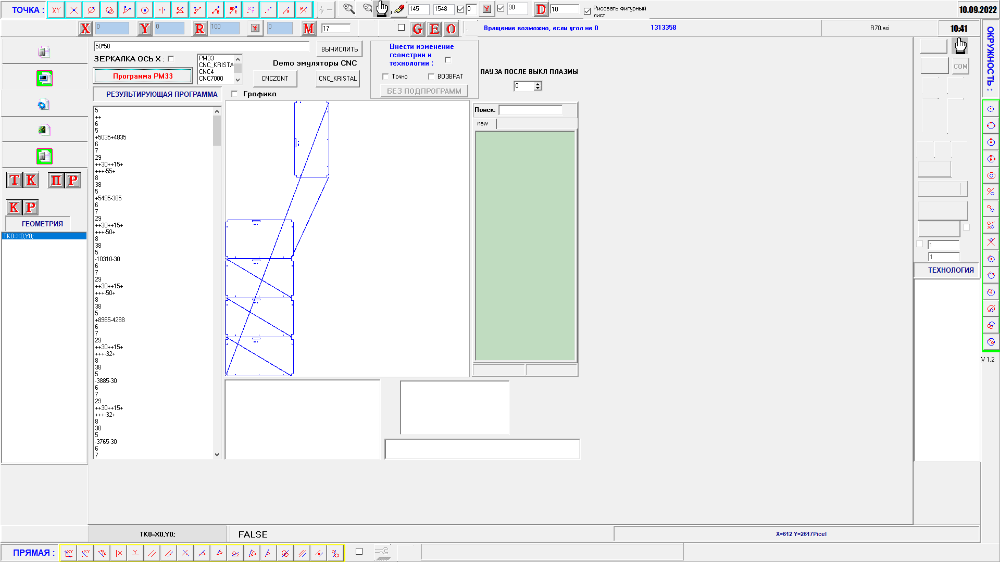 ТОЧКА :
XY
145
1548
0
Y
90
D
10
Рисовать фигурный
лист
10.09.2022
X
0
Y
0
R
100
Y
0
M
17
G
E
O
Вращение возможно, если угол не 0
1313358
R70.esi
10:41
50*50
ВЫЧИСЛИТЬ
ЗЕРКАЛКА ОСЬ X :
PM33
CNC_KRISTA
CNC4
CNC7000
Demo эмуляторы CNC
Программа РМ33
CNCZONT
CNC_KRISTAL
РЕЗУЛЬТИРУЮЩАЯ ПРОГРАММА
Графика
Внести изменение
геометрии и
технологии :
Точно
ВОЗВРАТ
БЕЗ ПОДПРОГРАММ
ПАУЗА ПОСЛЕ ВЫКЛ ПЛАЗМЫ
0
COM
ОКРУЖНОСТЬ :
Поиск:
new
5
++
6
5
+5035+4835
6
7
29
++30++15+
+++-55+
8
38
5
+5495-385
6
7
29
++30++15+
+++-50+
8
38
5
-10310-30
6
7
29
++30++15+
+++-50+
8
38
5
+8965-4288
6
7
29
++30++15+
+++-32+
8
38
5
-3885-30
6
7
29
++30++15+
+++-32+
8
38
5
-3765-30
6
7
Т К П Р
К Р
ГЕОМЕТРИЯ
TK0=X0,Y0;
1
1
ТЕХНОЛОГИЯ
V 1.2
TK0=X0,Y0;
FALSE
X=612 Y=2617Picel
ПРЯМАЯ :